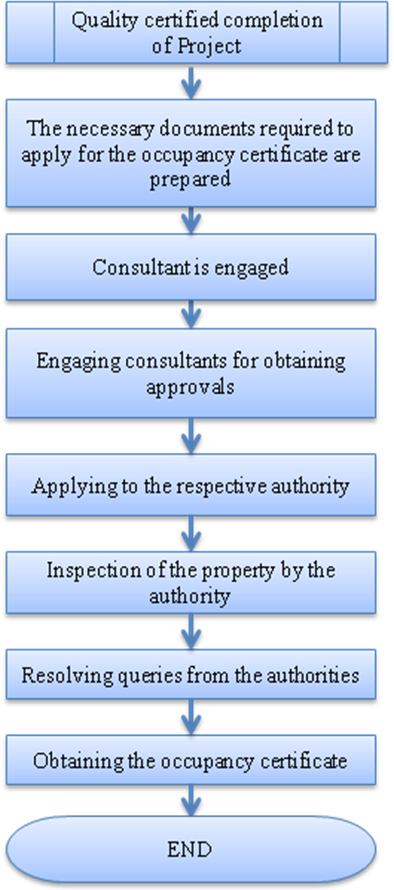 Quality certified completion
of Project
The necessary documents required to
apply for the occupancy certificate are
prepared
Consultant is engaged
Engaging consultants for obtaining
approvals
Applying to the respective authority
Inspection of the property by the
authority
Resolving queries from the authorities
Obtaining the occupancy certificate
END